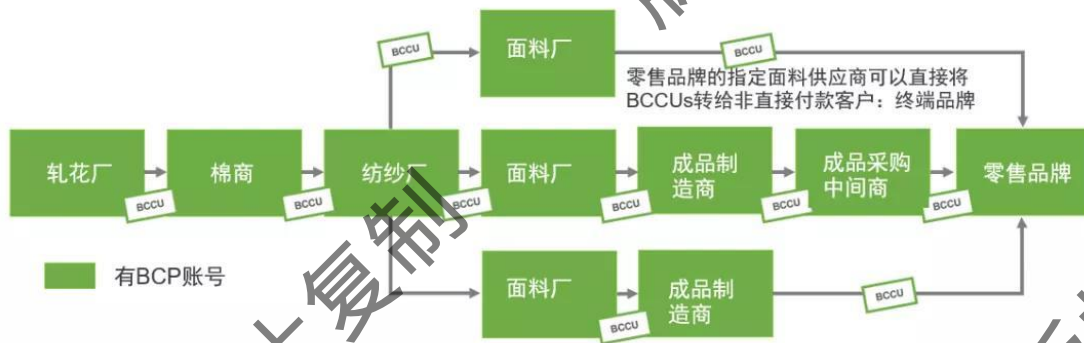 BCCU
面料厂
BCCU
零售品牌的指定面料供应商可以直接将
BCCUs转给非直接付款客户：终端品牌
轧花厂
BCCU
棉商
BCCU
纺纱厂
BCCU
面料厂
BCCU
成品制
造商
BCCU
成品采购
中间商
BCCU
零售品牌
有BCP账号
面料厂
BCCU
成品制
造商
BCCU
复制